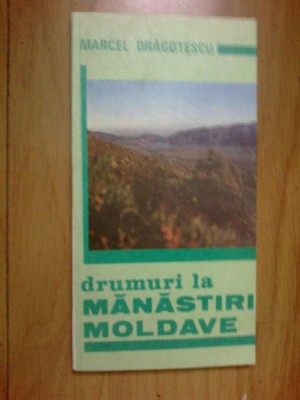 MARCEL DRĂGOTESCU
drumuri la
MĂNĂSTIRI
MOLDAVE